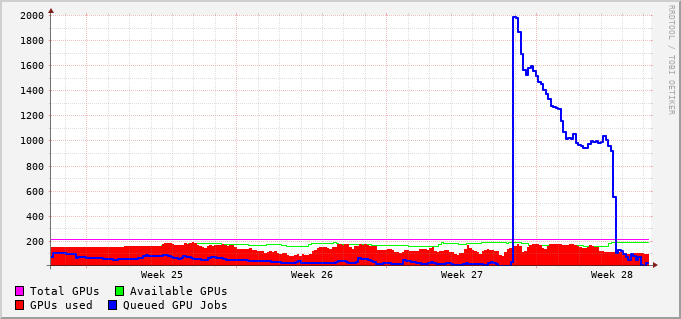 RRDTOOL / TOBI OETIKER
2000
1800
1600
1400
1200
1000
800
600
400
200
Week 25 Week 26 Week 27 Week 28
Total GPUs Available GPUs
GPUs used Queued GPU Jobs